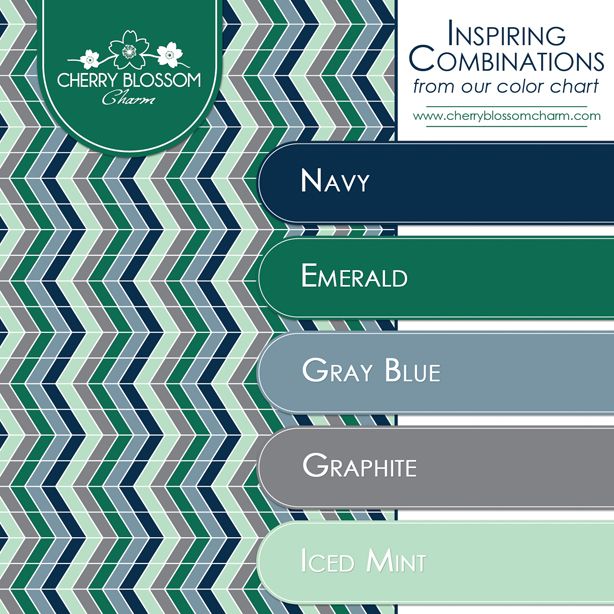 CHERRY BLOSSOM
Charm
INSPIRING
COMBINATIONS
from our color chart
www.cherryblossomcharm.com
NAVY
EMERALD
GRAY BLUE
GRAPHITE
ICED MINT